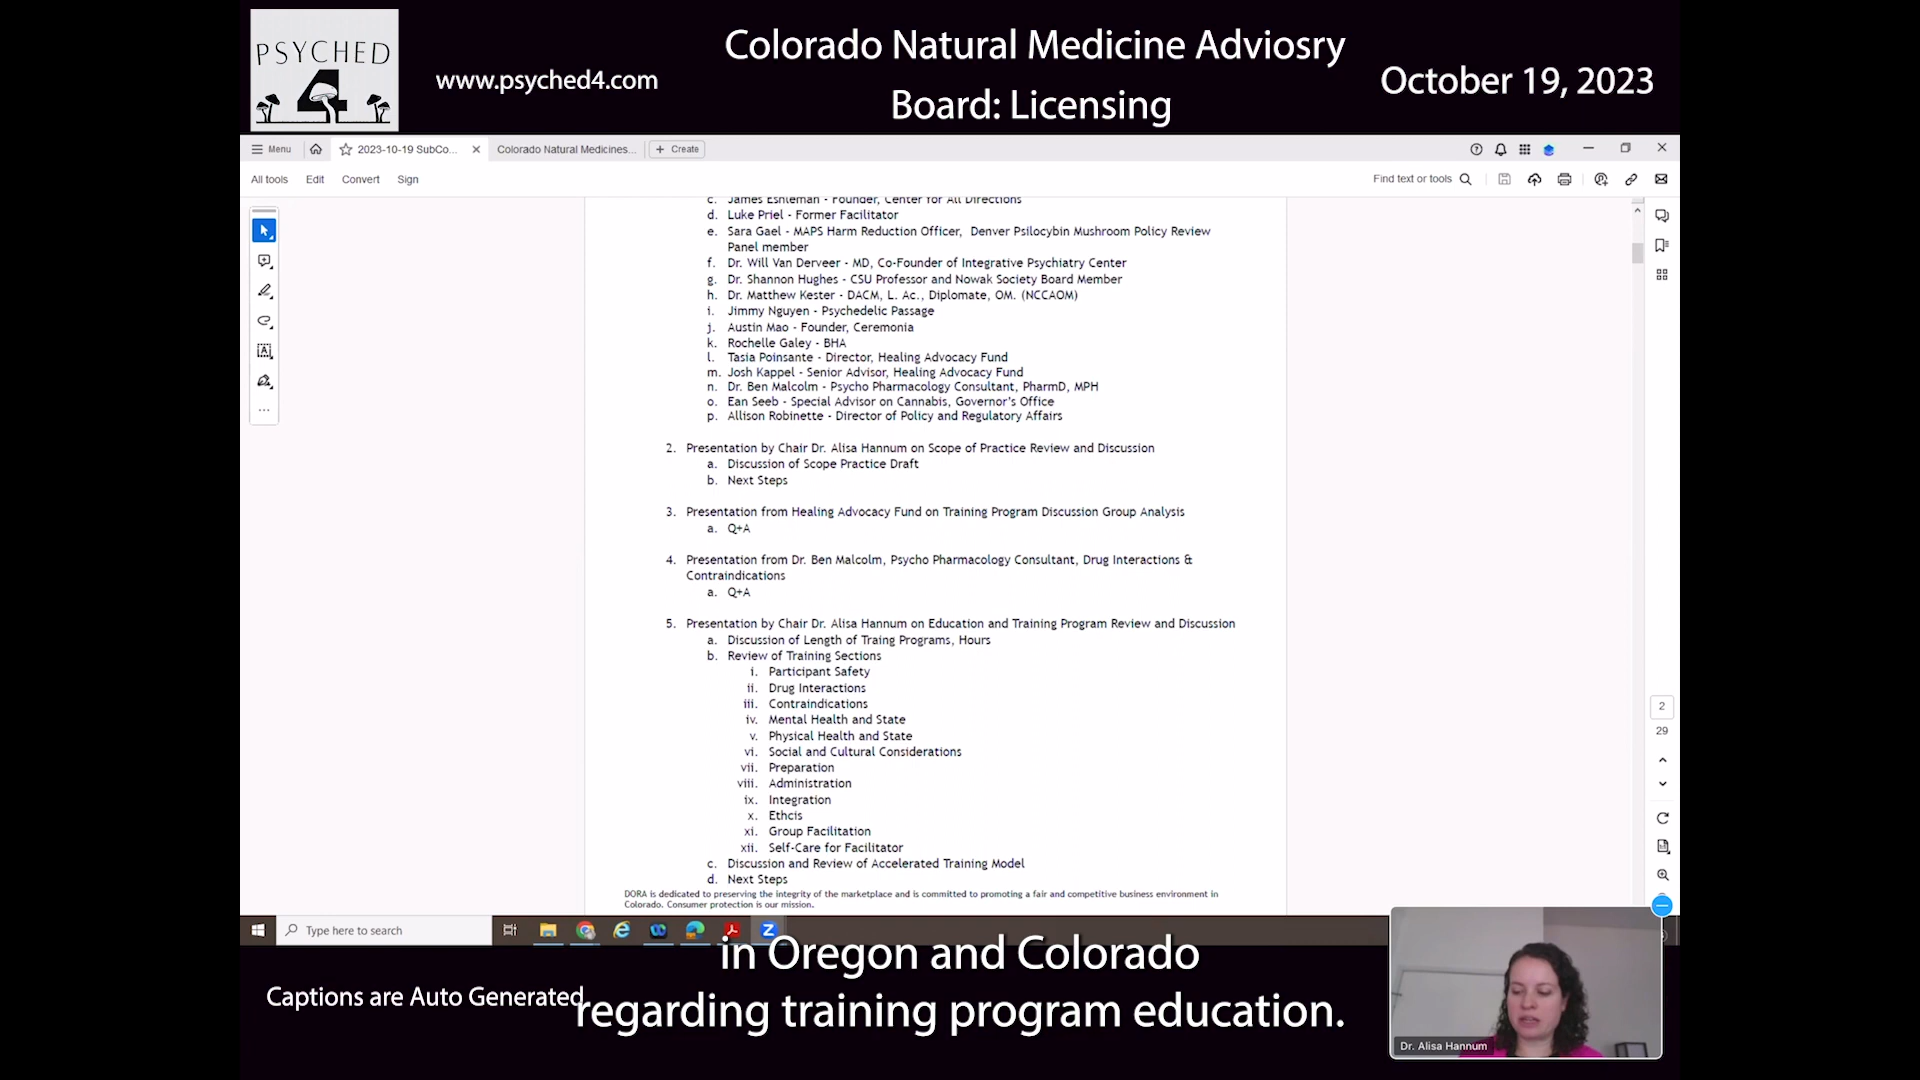 PSYCHED
4
www.psyched4.com
Colorado Natural Medicine Adviosry
Board: Licensing
October 19, 2023
Menu
2023-10-19 SubCo...
Colorado Natural Medicines...
Create
All tools
Edit
Convert
Sign
Find text or tools
c. James Eshleman - Founder, Center for All Directions
d. Luke Priel - Former Facilitator
e. Sara Gael - MAPS Harm Reduction Officer, Denver Psilocybin Mushroom Policy Review
Panel member
f. Dr. Will Van Derveer - MD, Co-Founder of Integrative Psychiatry Center
g. Dr. Shannon Hughes - CSU Professor and Nowak Society Board Member
h. Dr. Matthew Kester - DACM, L. Ac., Diplomate, OM. (NCCAOM)
i. Jimmy Nguyen - Psychedelic Passage
j. Austin Mao - Founder, Ceremonia
k. Rochelle Galey - BHA
l. Tasia Poinsante - Director, Healing Advocacy Fund
m. Josh Kappel - Senior Advisor, Healing Advocacy Fund
n. Dr. Ben Malcolm - Psycho Pharmacology Consultant, PharmD, MPH
o. Ean Seeb - Special Advisor on Cannabis, Governor's Office
p. Allison Robinette - Director of Policy and Regulatory Affairs
2. Presentation by Chair Dr. Alisa Hannum on Scope of Practice Review and Discussion
a. Discussion of Scope Practice Draft
b. Next Steps
3. Presentation from Healing Advocacy Fund on Training Program Discussion Group Analysis
a. Q+A
4. Presentation from Dr. Ben Malcolm, Psycho Pharmacology Consultant, Drug Interactions &
Contraindications
a. Q+A
5. Presentation by Chair Dr. Alisa Hannum on Education and Training Program Review and Discussion
a. Discussion of Length of Traing Programs, Hours
b. Review of Training Sections
i. Participant Safety
ii. Drug Interactions
iii. Contraindications
iv. Mental Health and State
v. Physical Health and State
vi. Social and Cultural Considerations
vii. Preparation
viii. Administration
ix. Integration
x. Ethcis
xi. Group Facilitation
xii. Self-Care for Facilitator
c. Discussion and Review of Accelerated Training Model
d. Next Steps
DORA is dedicated to preserving the integrity of the marketplace and is committed to promoting a fair and competitive business environment in
Colorado. Consumer protection is our mission.
2
29
Type here to search
in Oregon and Colorado
regarding training program education.
Captions are Auto Generated
Dr. Alisa Hannum